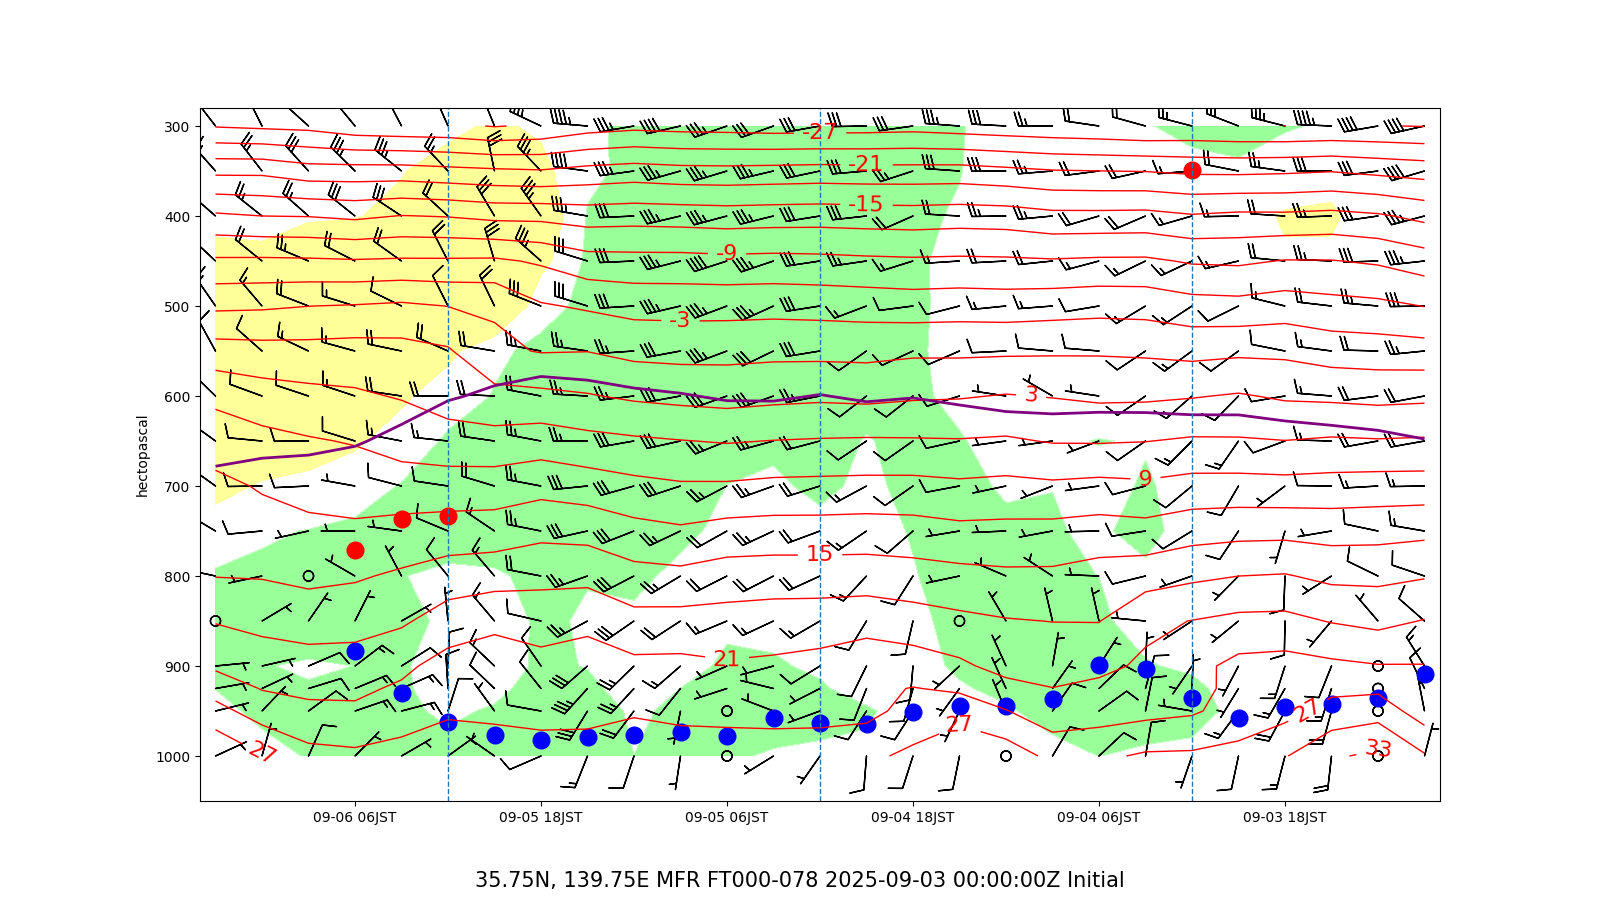 300
400
500
600
700
800
900
1000
hectopascal
-27
-21
-15
-9
-3
3
9
15
21
27
27
27
33
09-06 06JST
09-05 18JST
09-05 06JST
09-04 18JST
09-04 06JST
09-03 18JST
35.75N, 139.75E MFR FT000-078 2025-09-03 00:00:00Z Initial